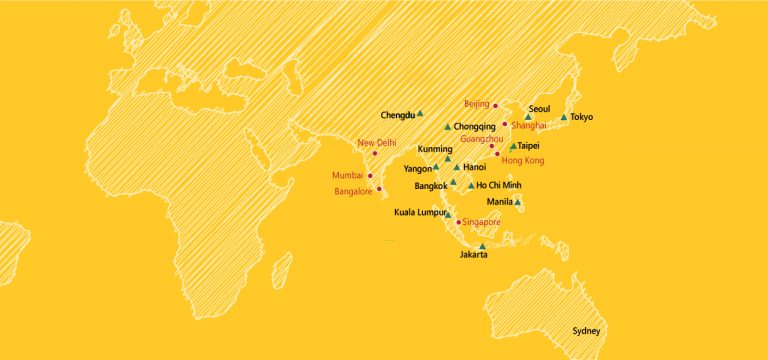 Beijing
Seoul
Chengdu
Tokyo
Chongqing
Shanghai
Guangzhou
New Delhi
Kunming
Taipei
Hong Kong
Yangon
Hanoi
Mumbai
Bangkok
Ho Chi Minh
Bangalore
Manila
Kuala Lumpur
Singapore
Jakarta
Sydney